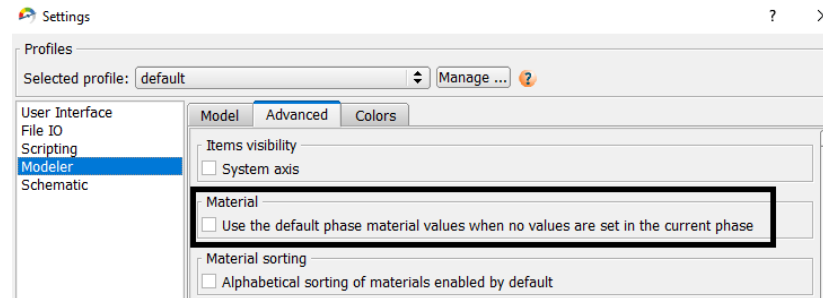 Settings
?
Profiles
Selected profile: default Manage ... ?
User Interface
File IO
Scripting
Modeler
Schematic
Model Advanced Colors
Items visibility
System axis
Material
Use the default phase material values when no values are set in the current phase
Material sorting
Alphabetical sorting of materials enabled by default